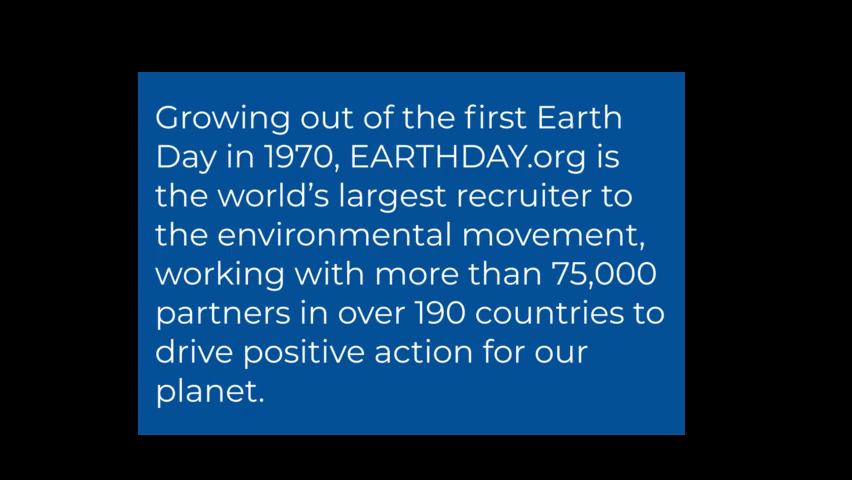 Growing out of the first Earth
Day in 1970, EARTHDAY.org is
the world’s largest recruiter to
the environmental movement,
working with more than 75,000
partners in over 190 countries to
drive positive action for our
planet.